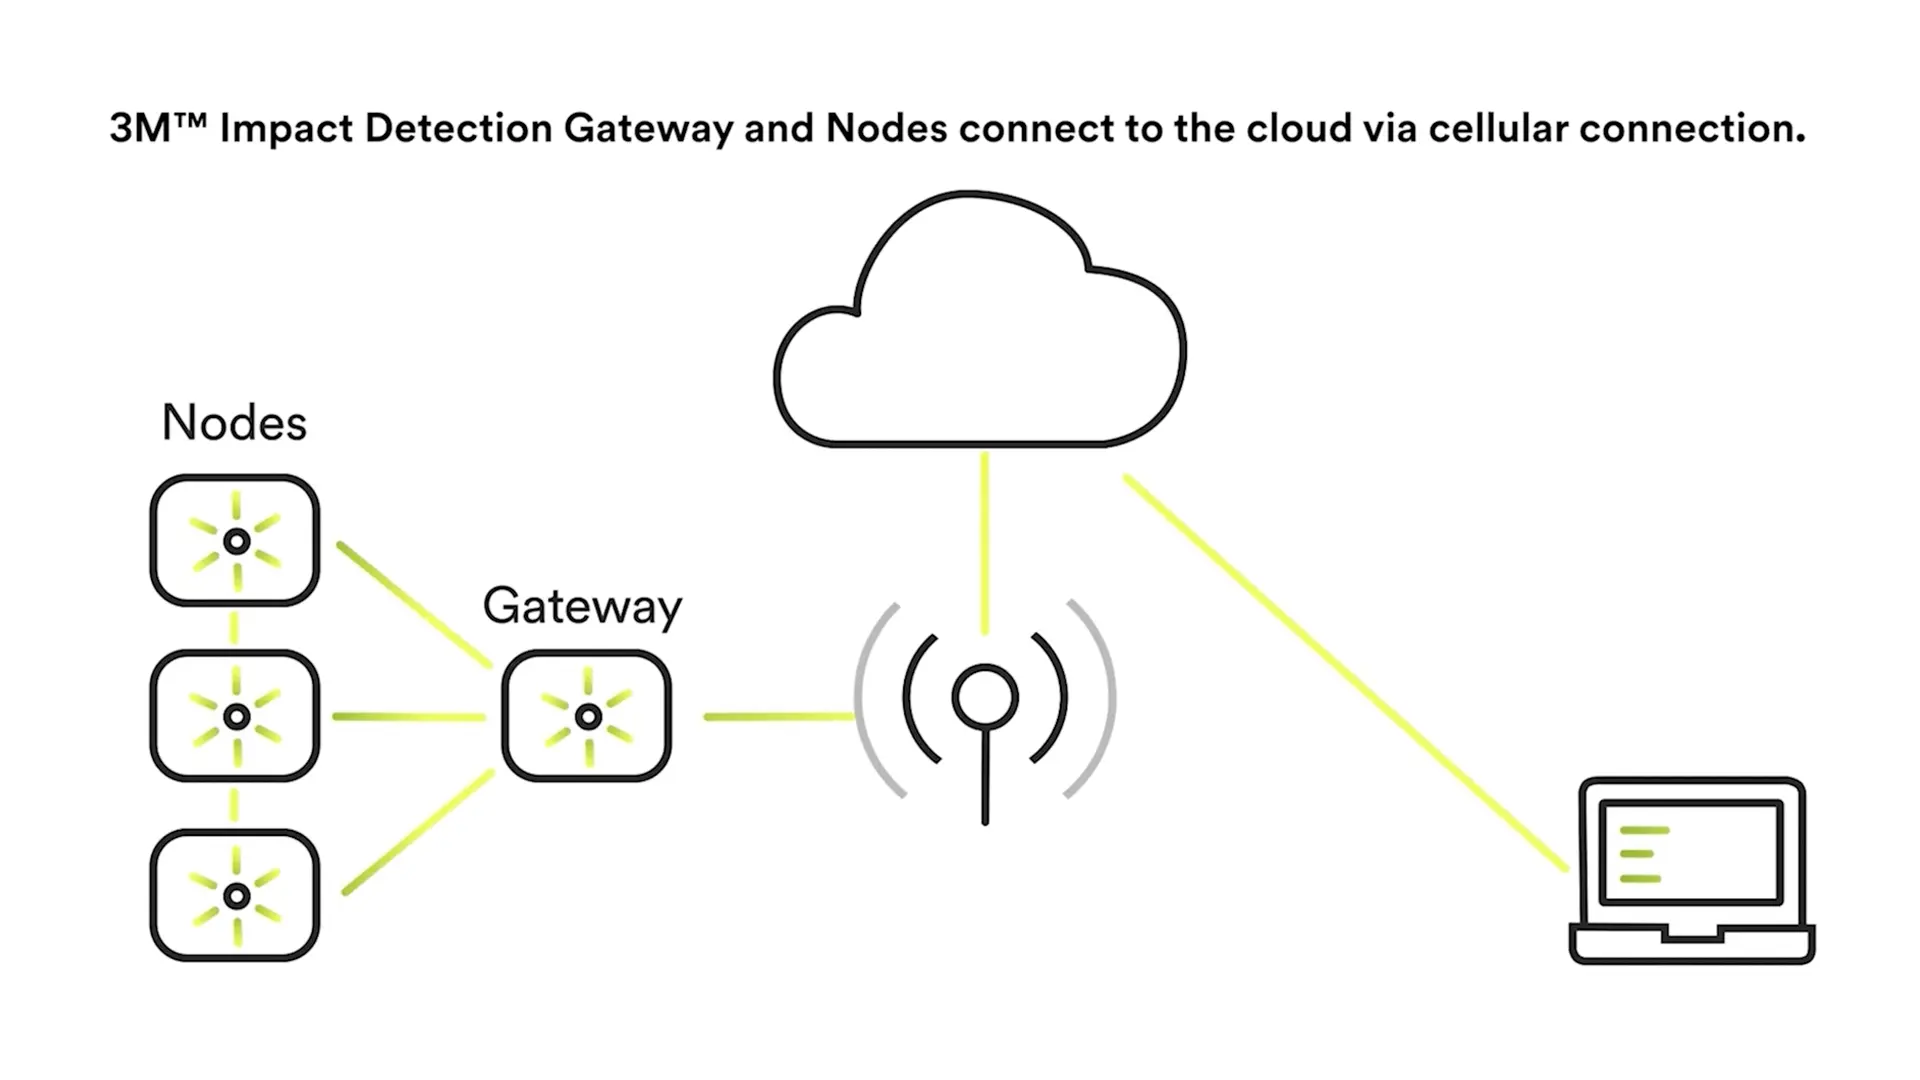 3M™ Impact Detection Gateway and Nodes connect to the cloud via cellular connection.
Nodes
Gateway